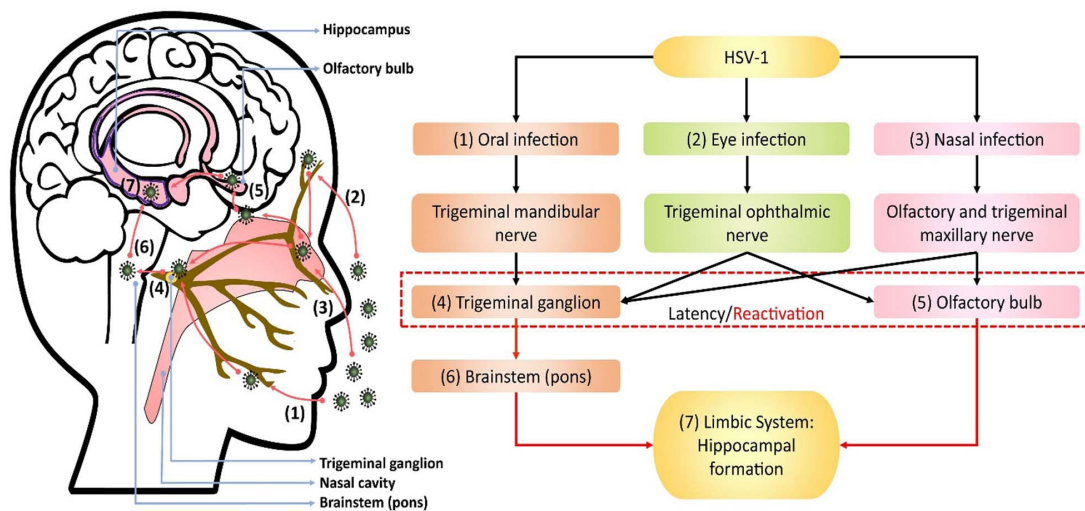 Hippocampus
Olfactory bulb
(7)
(5)
(2)
(6)
(4)
(3)
(1)
Trigeminal ganglion
Nasal cavity
Brainstem (pons)
HSV-1
(1) Oral infection
(2) Eye infection
(3) Nasal infection
Trigeminal mandibular
nerve
Trigeminal ophthalmic
nerve
Olfactory and trigeminal
maxillary nerve
(4) Trigeminal ganglion
(5) Olfactory bulb
Latency/Reactivation
(6) Brainstem (pons)
(7) Limbic System:
Hippocampal
formation